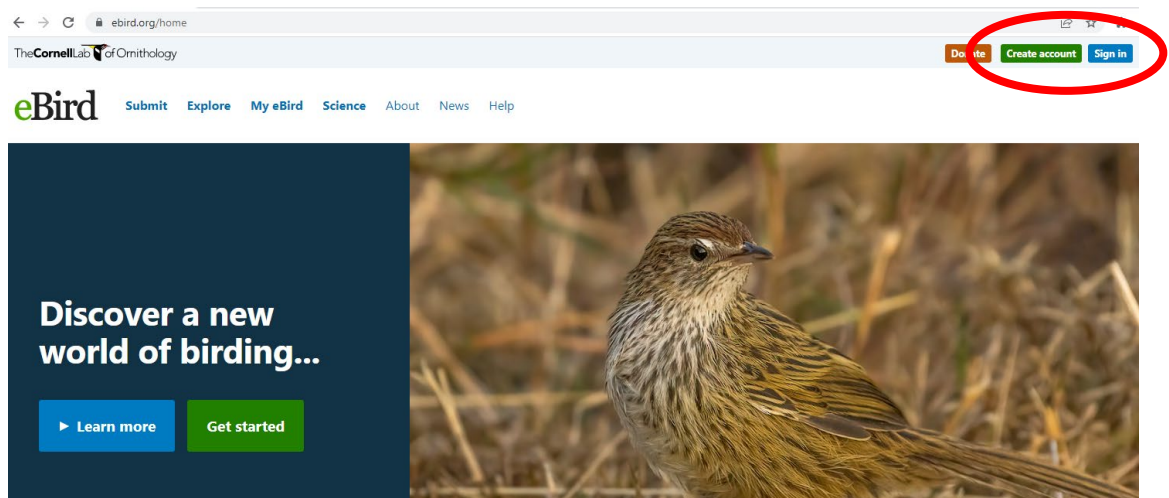 ebird.org/home
TheCornellLab of Ornithology
Donate Create account Sign in
eBird Submit Explore My eBird Science About News Help
Discover a new
world of birding...
Learn more Get started